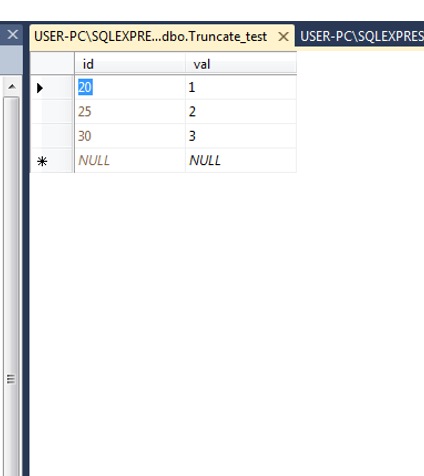 USER-PC\SQLEXPRE...dbo.Truncate_test USER-PC\SQLEXPRES
id val
20 1
25 2
30 3
NULL NULL